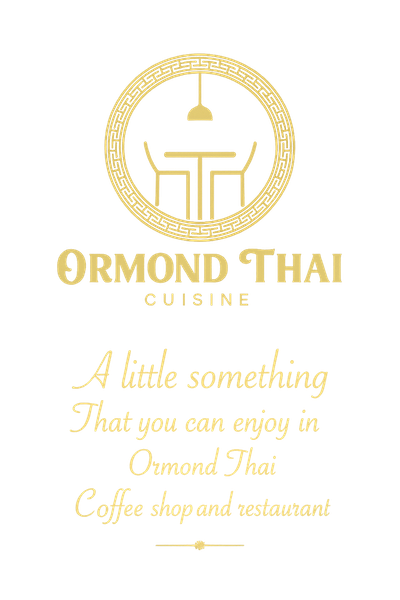 ORMOND THAI
CUISINE
A little something
That you can enjoy in
Ormond Thai
Coffee shop and restaurant